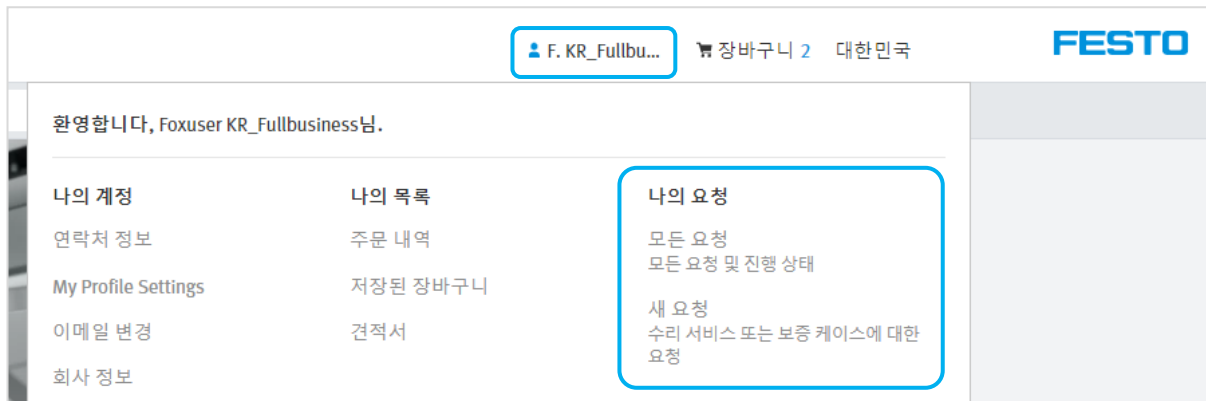 F. KR_Fullbu... 장바구니 2 대한민국 FESTO
환영합니다, Foxuser KR_Fullbusiness님.
나의 계정
연락처 정보
My Profile Settings
이메일 변경
회사 정보
나의 목록
주문 내역
저장된 장바구니
견적서
나의 요청
모든 요청
모든 요청 및 진행 상태
새 요청
수리 서비스 또는 보증 케이스에 대한
요청